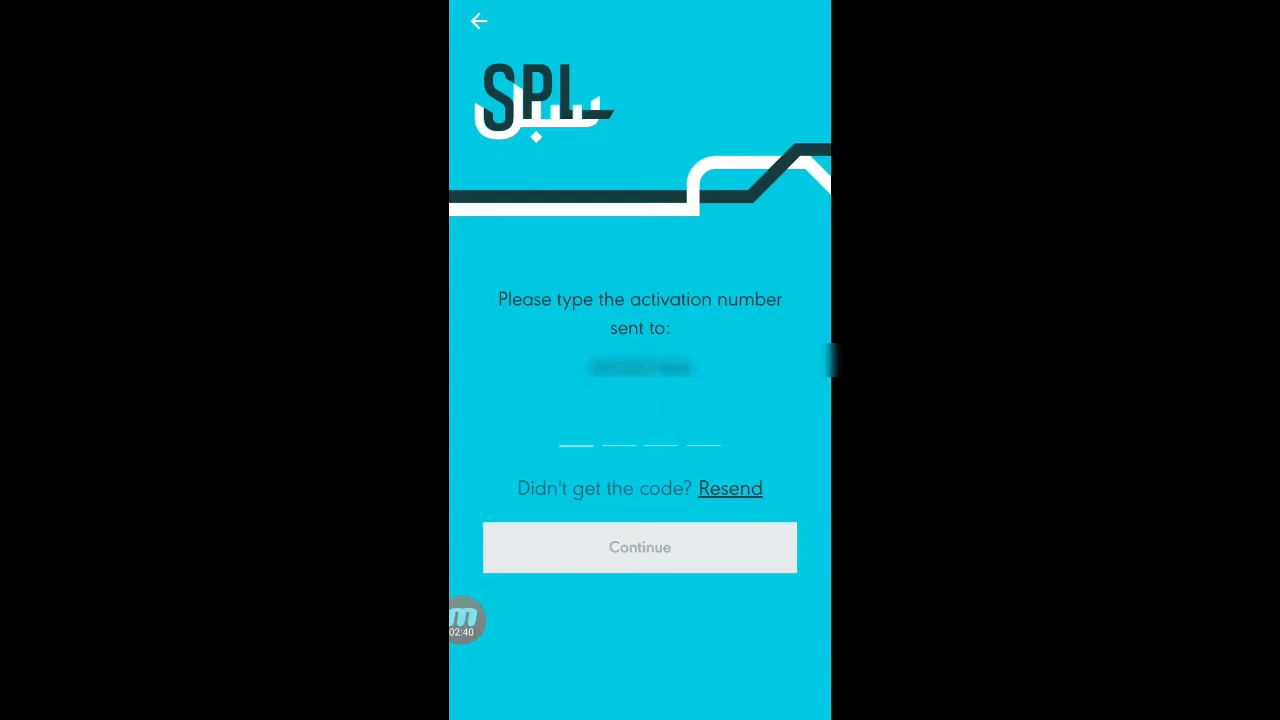 SPL
سبل
Please type the activation number
sent to:
Didn't get the code? Resend
Continue
m
02:40